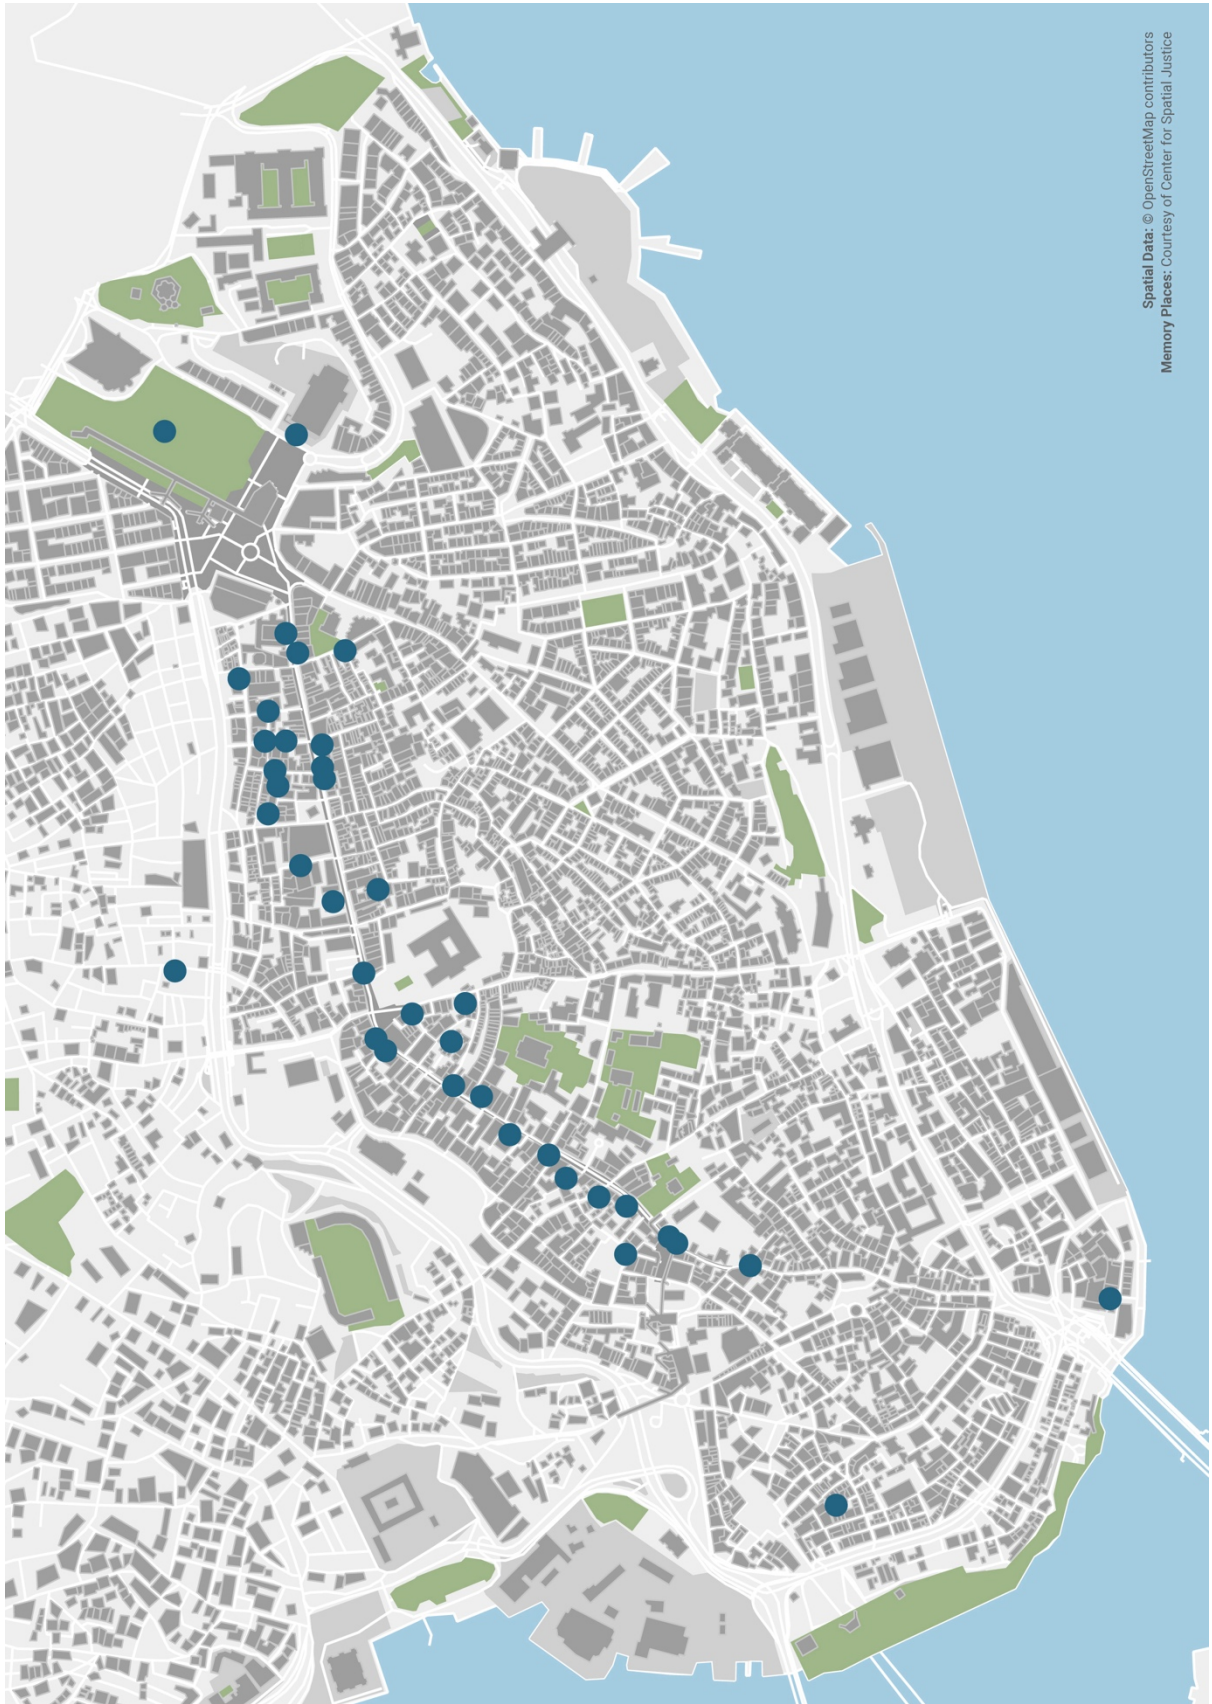 Spatial Data: © OpenStreetMap contributors
Memory Places: Courtesy of Center for Spatial Justice